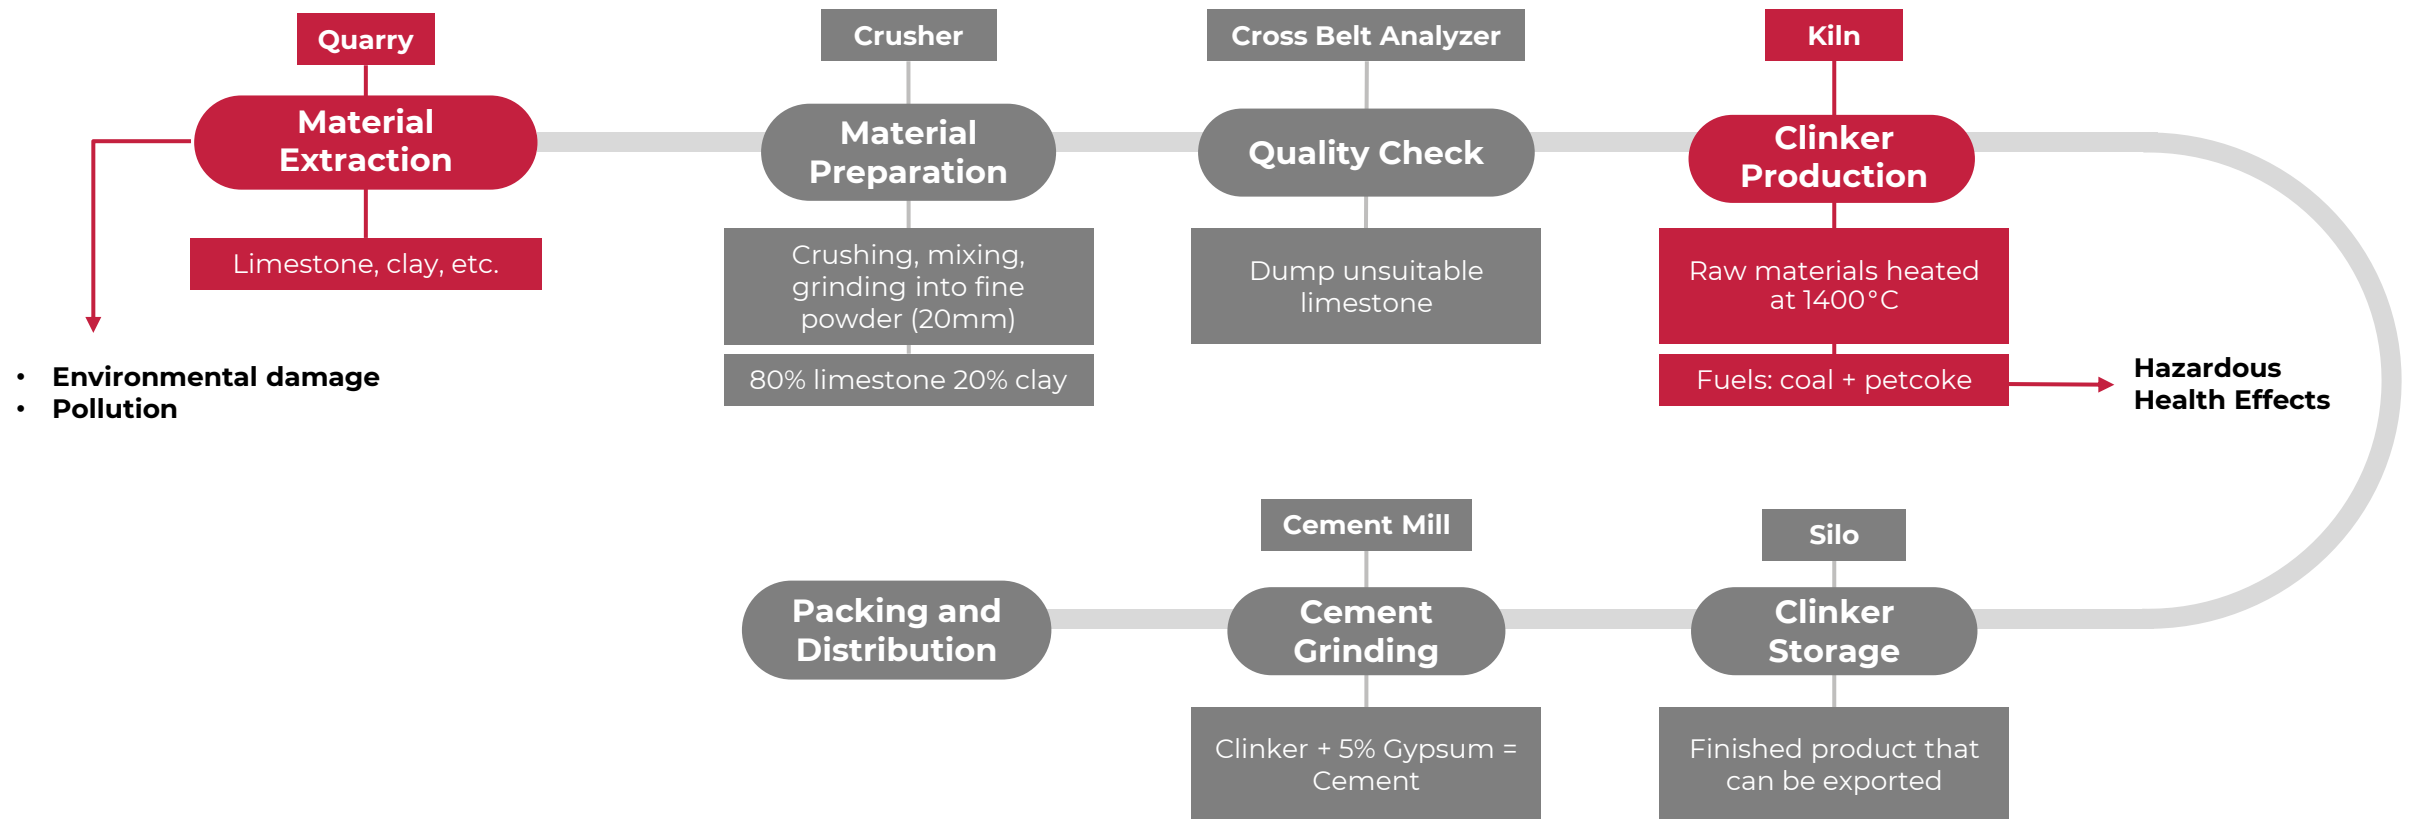 Quarry
Material
Extraction
Limestone, clay, etc.
• Environmental damage
• Pollution
Crusher
Material
Preparation
Crushing, mixing,
grinding into fine
powder (20mm)
80% limestone 20% clay
Cross Belt Analyzer
Quality Check
Dump unsuitable
limestone
Kiln
Clinker
Production
Raw materials heated
at 1400°C
Fuels: coal + petcoke
Hazardous
Health Effects
Silo
Clinker
Storage
Finished product that
can be exported
Cement Mill
Cement
Grinding
Clinker + 5% Gypsum =
Cement
Packing and
Distribution